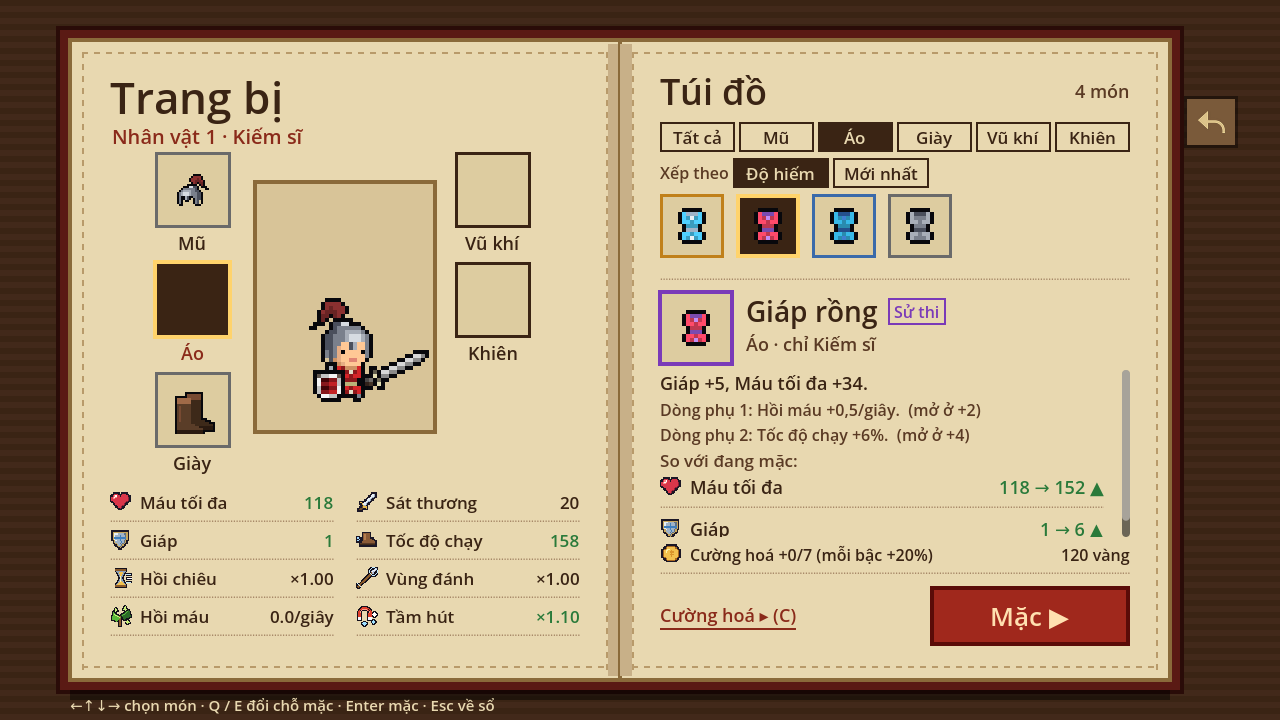 Trang bị
Nhân vật 1 · Kiếm sĩ
Mũ
Vũ khí
Áo
Khiên
Giày
Máu tối đa 118
Sát thương 20
Giáp 1
Tốc độ chạy 158
Hồi chiêu ×1.00
Vùng đánh ×1.00
Hồi máu 0.0/giây
Tầm hút ×1.10
Túi đồ
4 món
Tất cả Mũ Áo Giày Vũ khí Khiên
Xếp theo Độ hiếm Mới nhất
Giáp rồng Sử thi
Áo · chỉ Kiếm sĩ
Giáp +5, Máu tối đa +34.
Dòng phụ 1: Hồi máu +0,5/giây. (mở ở +2)
Dòng phụ 2: Tốc độ chạy +6%. (mở ở +4)
So với đang mặc:
Máu tối đa 118 → 152 ▲
Giáp 1 → 6 ▲
Cường hoá +0/7 (mỗi bậc +20%) 120 vàng
Cường hoá ▸ (C)
Mặc ▶
←↑↓→ chọn món · Q / E đổi chỗ mặc · Enter mặc · Esc về sổ